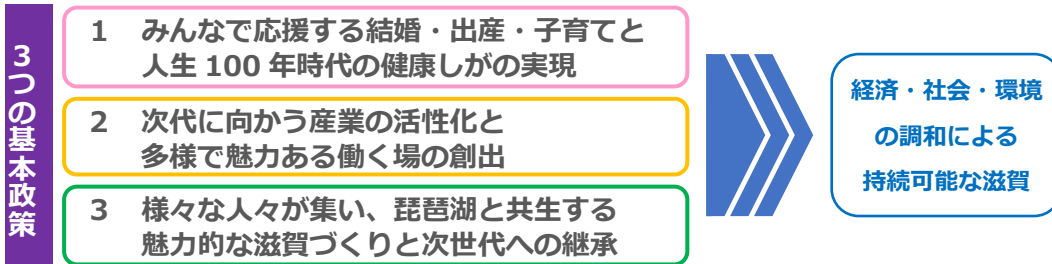 3つの基本政策
1 みんなで応援する結婚・出産・子育てと
人生 100 年時代の健康しがの実現
2 次代に向かう産業の活性化と
多様で魅力ある働く場の創出
3 様々な人々が集い、琵琶湖と共生する
魅力的な滋賀づくりと次世代への継承
経済・社会・環境
の調和による
持続可能な滋賀